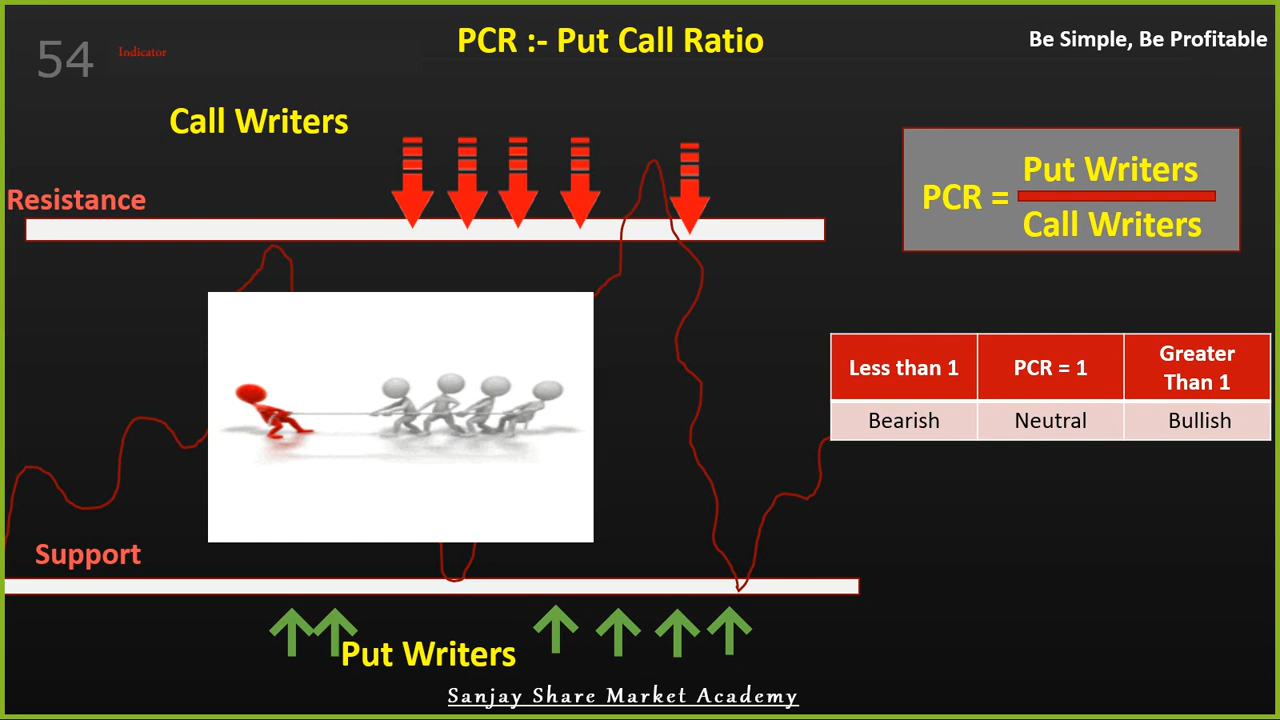 54
Indicator
PCR :- Put Call Ratio
Be Simple, Be Profitable
Call Writers
Resistance
PCR =
Put Writers
Call Writers
Less than 1
PCR = 1
Greater
Than 1
Bearish
Neutral
Bullish
Support
Put Writers
Sanjay Share Market Academy